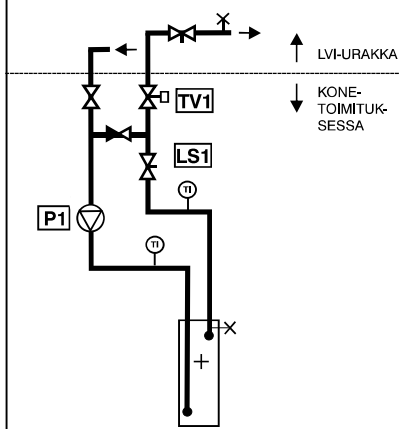 LVI-URAKKA
KONE-
TOIMITUK-
SESSA
TV1
LS1
TI
P1
TI